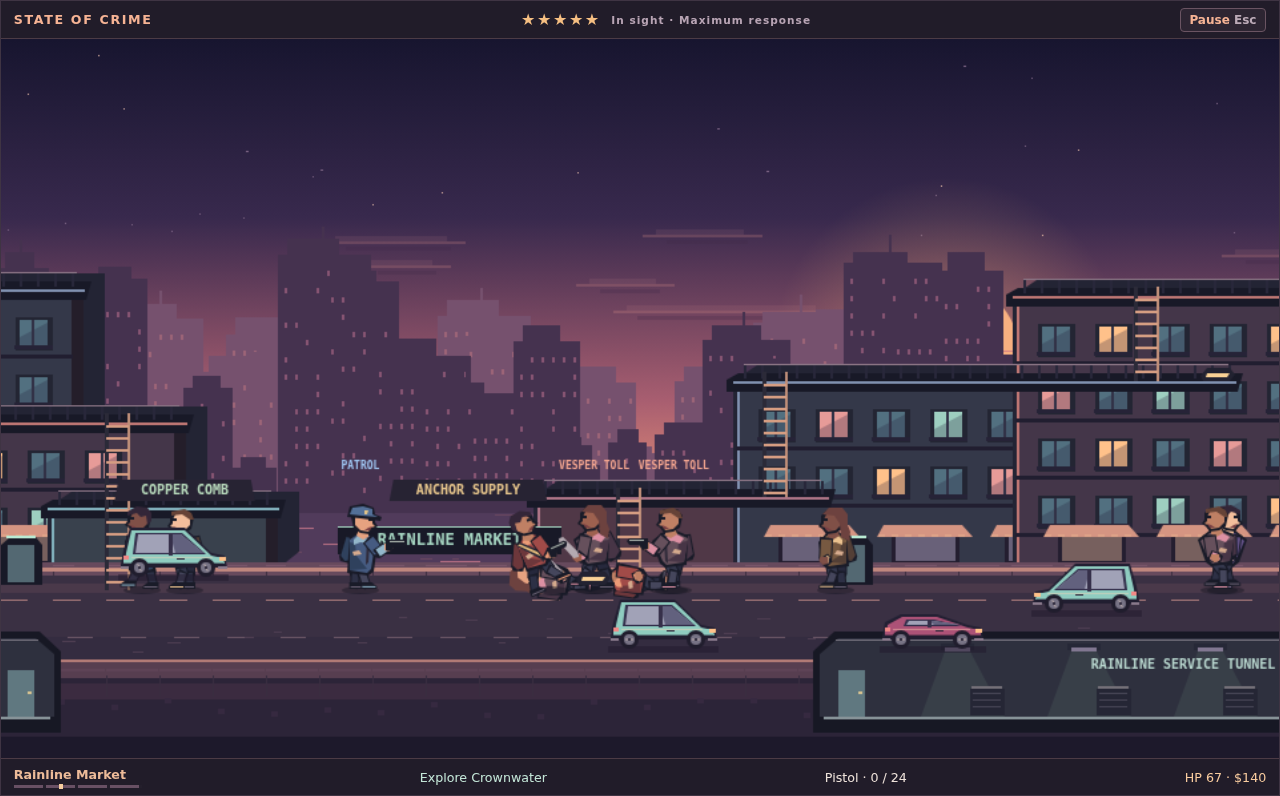 STATE OF CRIME
★★★★★ In sight · Maximum response
Pause Esc
PATROL
VESPER TOLL VESPER TOLL
COPPER COMB
ANCHOR SUPPLY
RAINLINE MARKET
RAINLINE SERVICE TUNNEL
Rainline Market
Explore Crownwater
Pistol · 0 / 24
HP 67 · $140